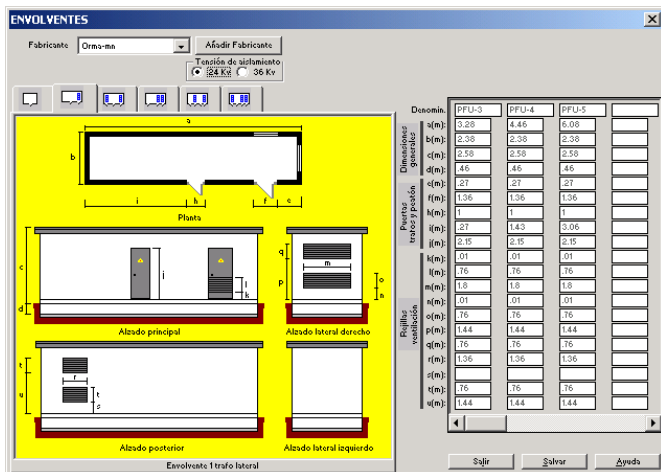 ENVOLVENTES
Fabricante Orma-mn Añadir Fabricante
Tensión de aislamiento
24 Kv 36 Kv
a
b
i h f e
Planta
c
d
j
l
k
Alzado principal
q
m
p
o
n
Alzado lateral derecho
t
r
u
t
s
Alzado posterior
Alzado lateral izquierdo
Envolvente 1 trafo lateral
Denomin. PFU-3 PFU-4 PFU-5
Dimensiones generales
a(m): 3.28 4.46 6.08
b(m): 2.38 2.38 2.38
c(m): 2.58 2.58 2.58
d(m): .46 .46 .46
Puertas trafos y peatón
e(m): .27 .27 .27
f(m): 1.36 1.36 1.36
h(m): 1 1 1
i(m): .27 1.43 3.06
j(m): 2.15 2.15 2.15
Rejillas ventilación
k(m): .01 .01 .01
l(m): .76 .76 .76
m(m): 1.8 1.8 1.8
n(m): .01 .01 .01
o(m): .76 .76 .76
p(m): 1.44 1.44 1.44
q(m): .76 .76 .76
r(m): 1.36 1.36 1.36
s(m):
t(m): .76 .76 .76
u(m): 1.44 1.44 1.44
Salir Salvar Ayuda